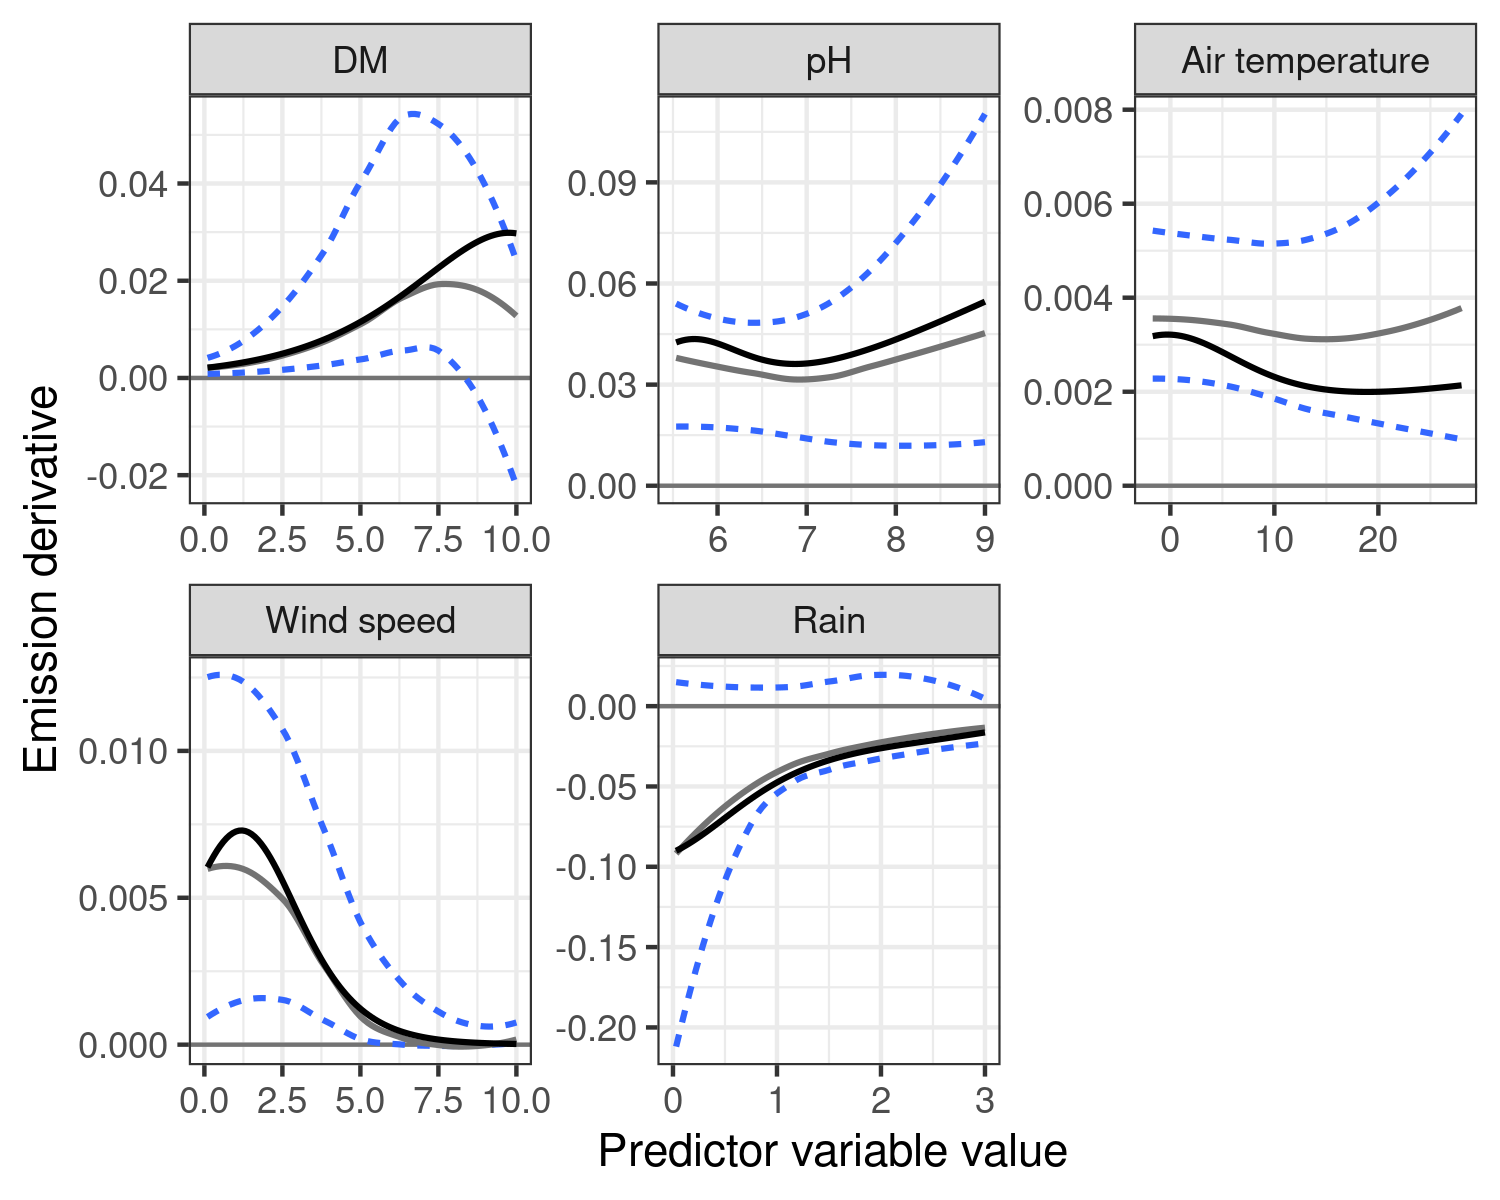 DM
pH
Air temperature
0.04
0.02
0.00
-0.02
0.09
0.06
0.03
0.00
0.008
0.006
0.004
0.002
0.000
0.0 2.5 5.0 7.5 10.0
6 7 8 9
0 10 20
Emission derivative
Wind speed
Rain
0.010
0.005
0.000
0.00
-0.05
-0.10
-0.15
-0.20
0.0 2.5 5.0 7.5 10.0
0 1 2 3
Predictor variable value